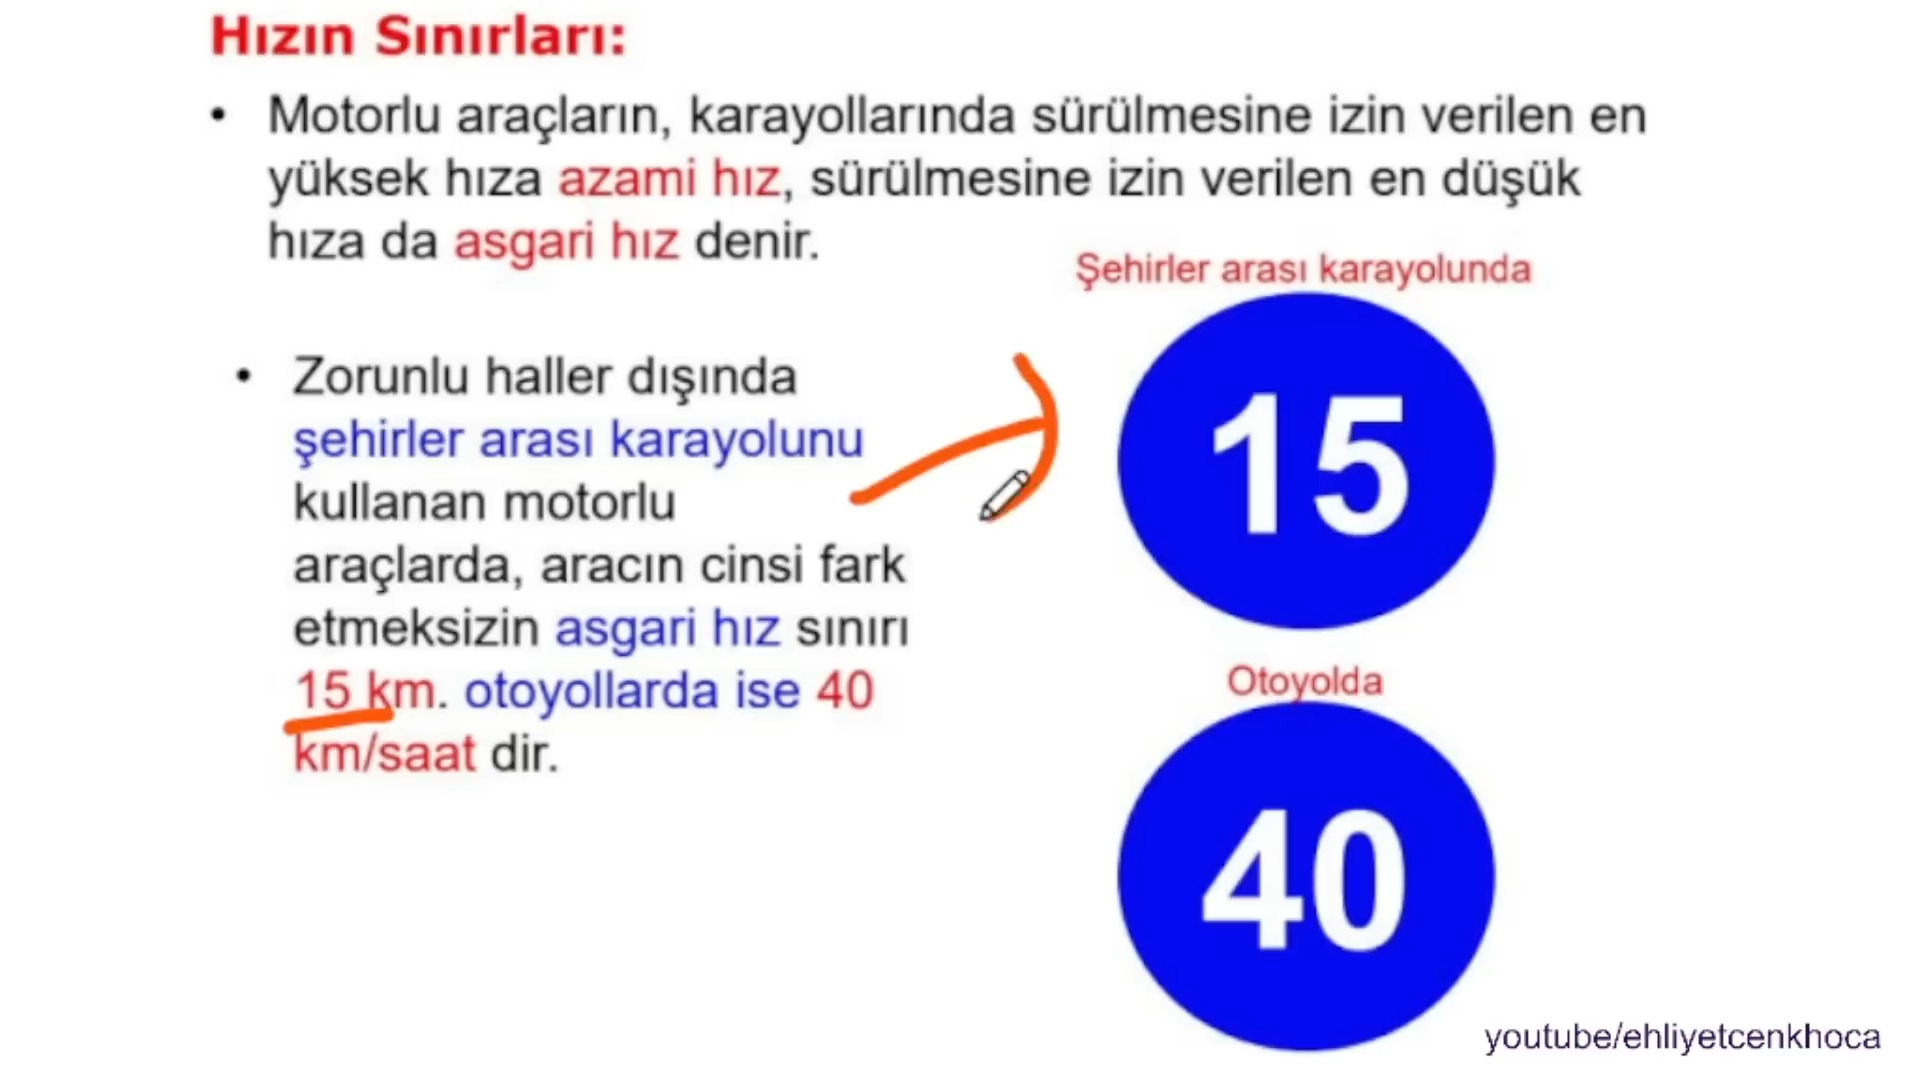 Hızın Sınırları:
• Motorlu araçların, karayollarında sürülmesine izin verilen en
yüksek hıza azami hız, sürülmesine izin verilen en düşük
hıza da asgari hız denir.
Şehirler arası karayolunda
15
• Zorunlu haller dışında
şehirler arası karayolunu
kullanan motorlu
araçlarda, aracın cinsi fark
etmeksizin asgari hız sınırı
15 km. otoyollarda ise 40
km/saat dir.
Otoyolda
40
youtube/ehliyetcenkhoca